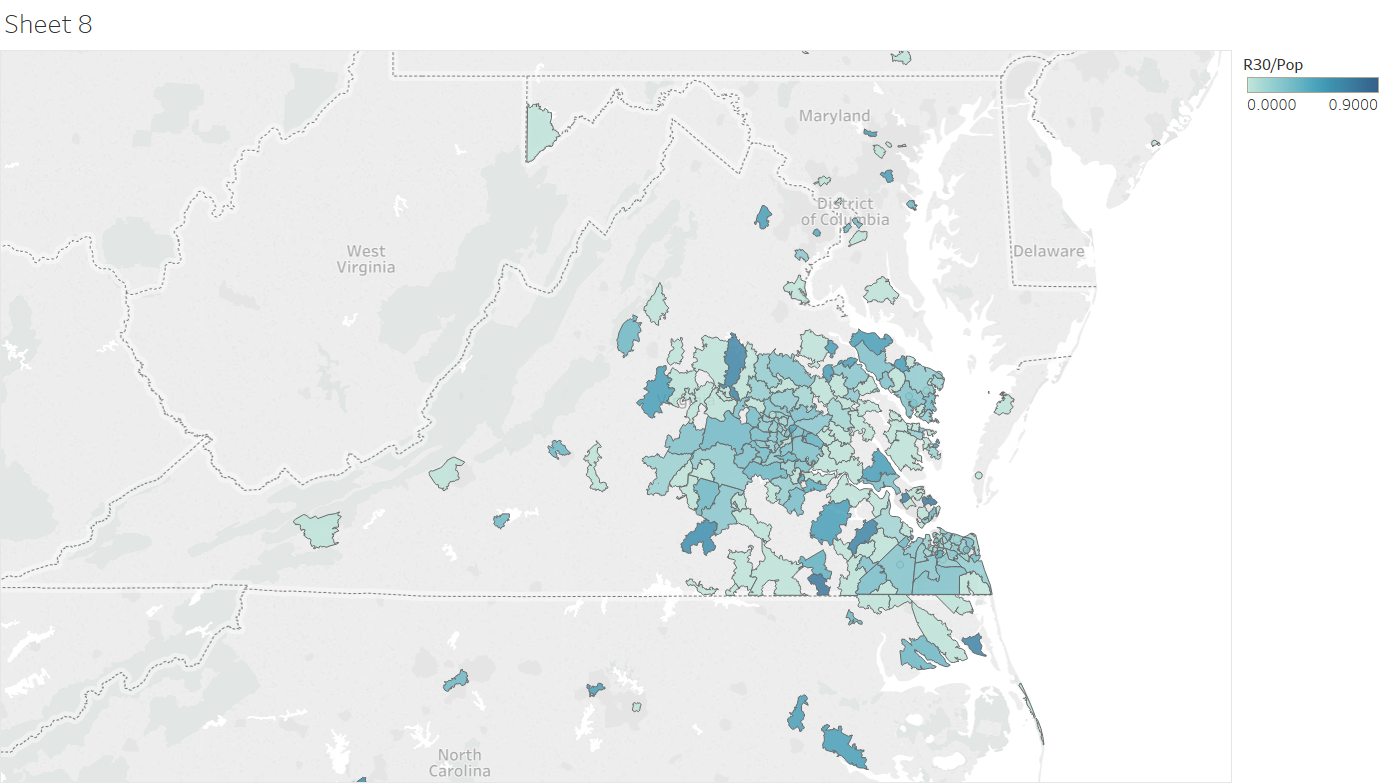 Sheet 8
R30/Pop
0.0000 0.9000
Maryland
District
of Columbia
West
Virginia
Delaware
North
Carolina